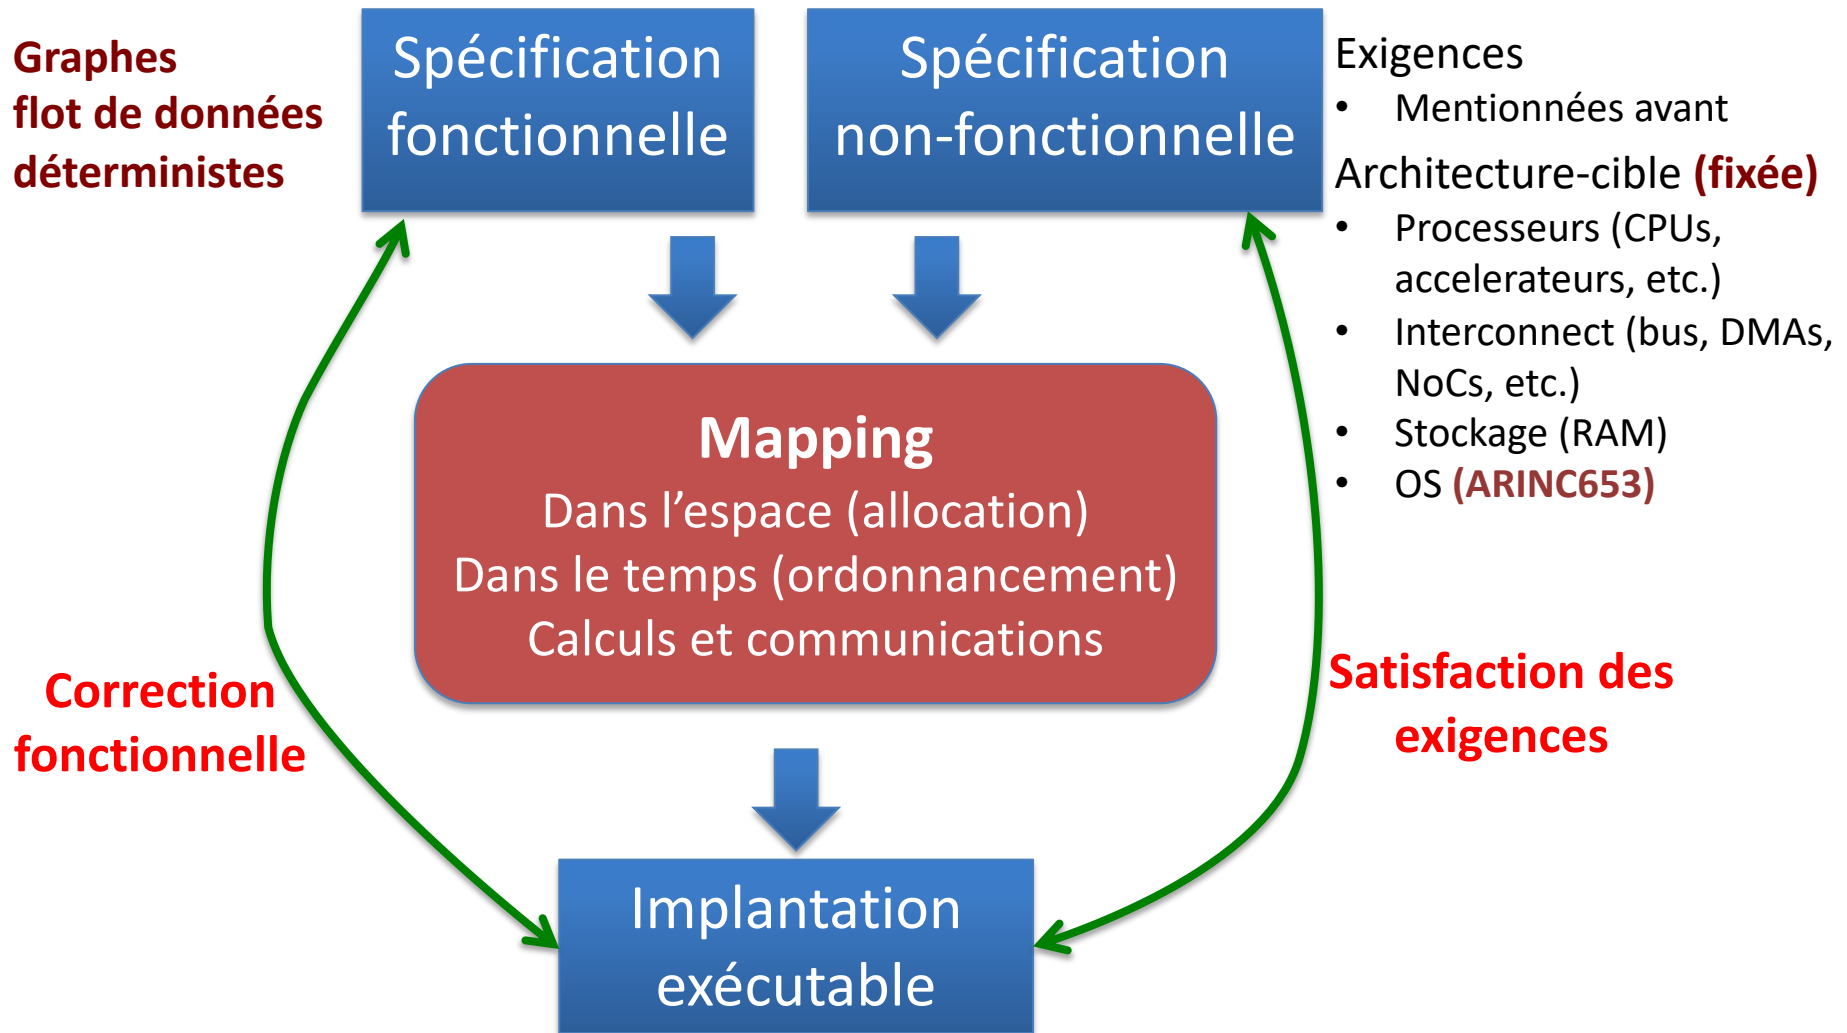 Graphes
flot de données
déterministes
Spécification
fonctionnelle
Spécification
non-fonctionnelle
Exigences
• Mentionnées avant
Architecture-cible (fixée)
• Processeurs (CPUs,
accelerateurs, etc.)
• Interconnect (bus, DMAs,
NoCs, etc.)
• Stockage (RAM)
• OS (ARINC653)
Mapping
Dans l’espace (allocation)
Dans le temps (ordonnancement)
Calculs et communications
Correction
fonctionnelle
Satisfaction des
exigences
Implantation
exécutable